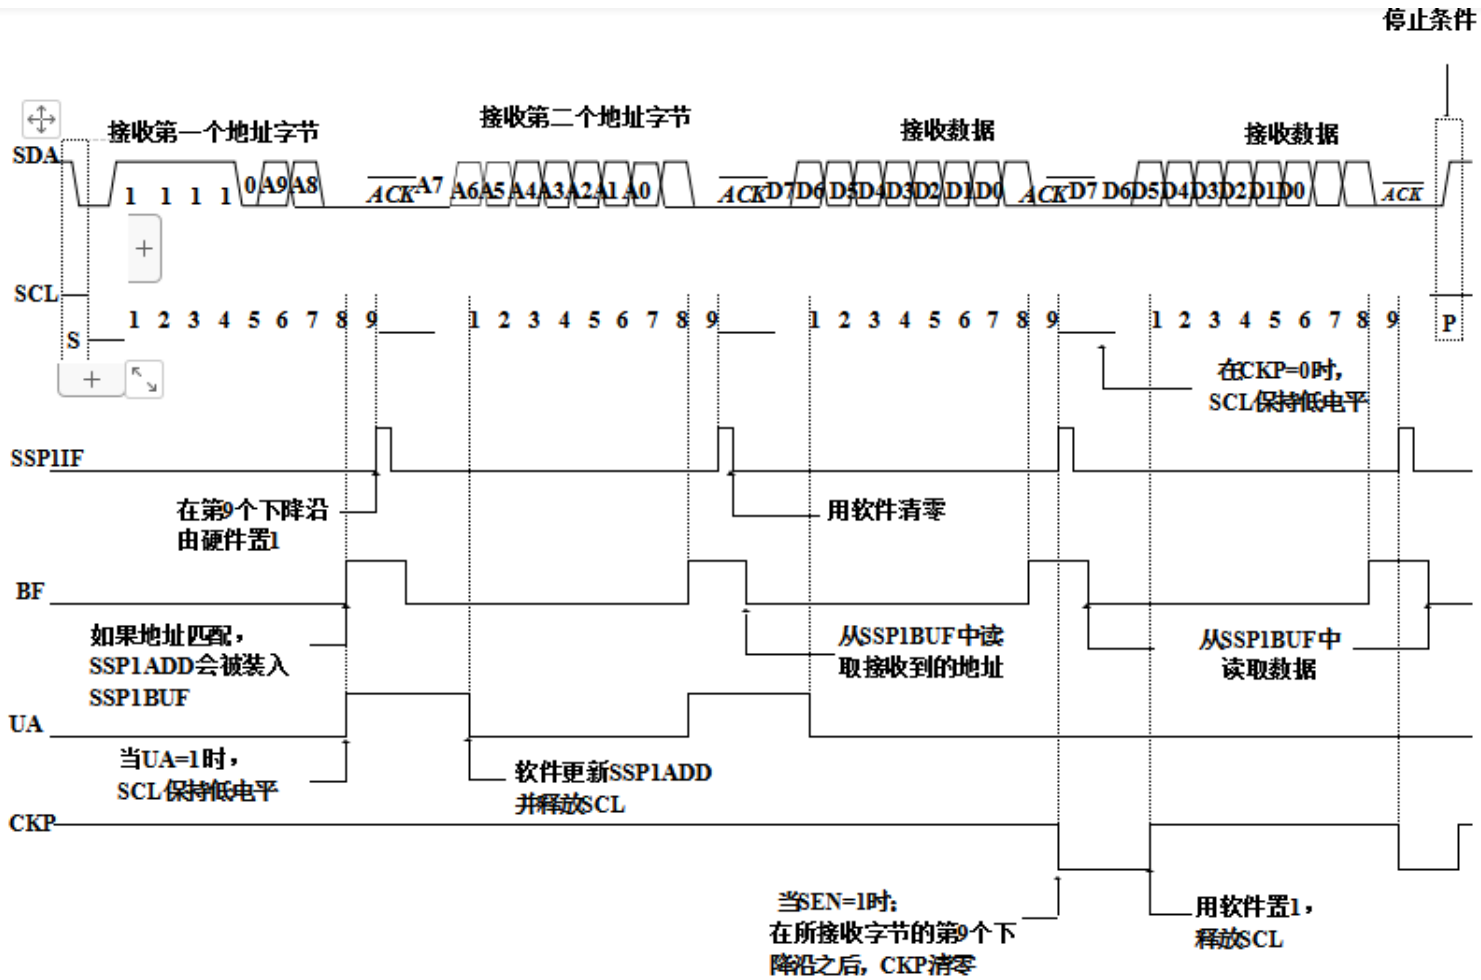 停止条件
接收第一个地址字节
接收第二个地址字节
接收数据
接收数据
SDA
1 1 1 1 0 A9 A8 ACK A7 A6 A5 A4 A3 A2 A1 A0 ACK D7 D6 D5 D4 D3 D2 D1 D0 ACK D7 D6 D5 D4 D3 D2 D1 D0 ACK
SCL
S
1 2 3 4 5 6 7 8 9 1 2 3 4 5 6 7 8 9 1 2 3 4 5 6 7 8 9 1 2 3 4 5 6 7 8 9
P
在CKP=0时，
SCL保持低电平
SSP1IF
在第9个下降沿
由硬件置1
用软件清零
BF
如果地址匹配，
SSP1ADD会被装入
SSP1BUF
从SSP1BUF中读
取接收到的地址
从SSP1BUF中
读取数据
UA
当UA=1时，
SCL保持低电平
软件更新SSP1ADD
并释放SCL
CKP
当SEN=1时；
在所接收字节的第9个下
降沿之后，CKP清零
用软件置1，
释放SCL